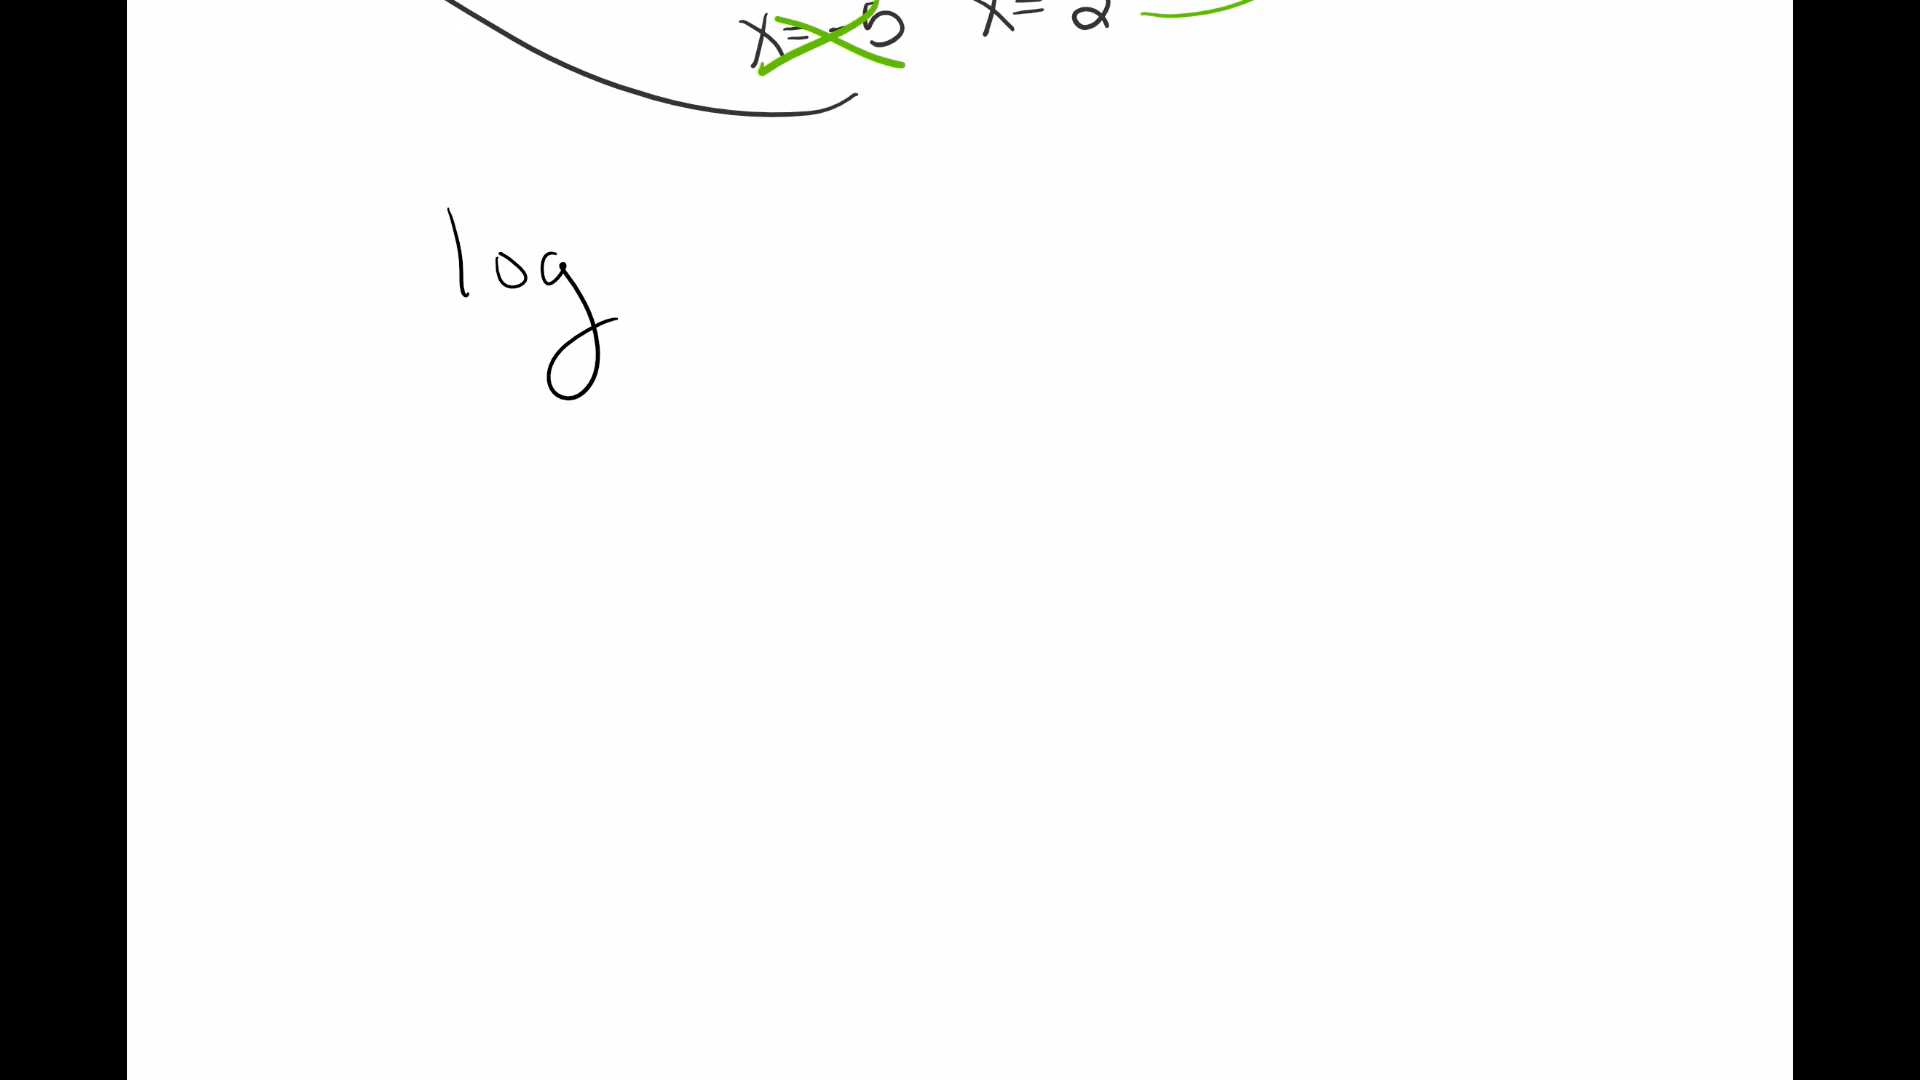 x = -5 x = 2
log